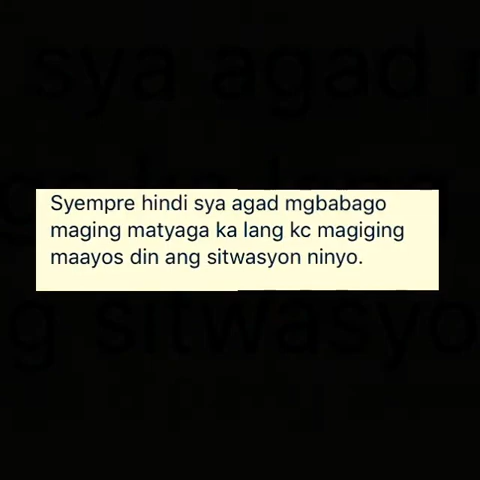 Syempre hindi sya agad mgbabago
maging matyaga ka lang kc magiging
maayos din ang sitwasyon ninyo.